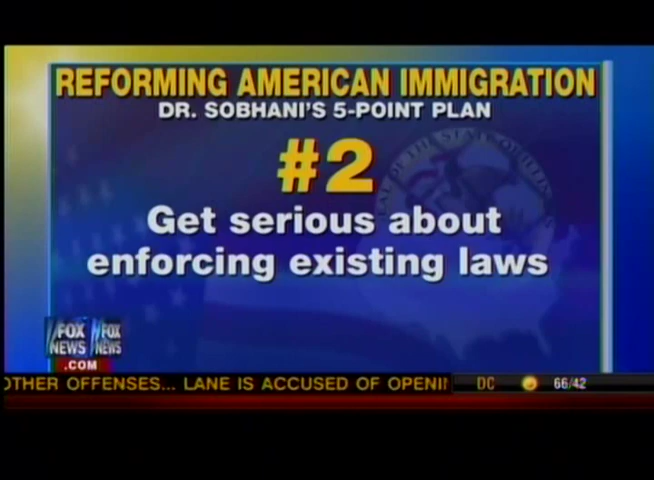 REFORMING AMERICAN IMMIGRATION
DR. SOBHANI'S 5-POINT PLAN
#2
Get serious about
enforcing existing laws
FOX NEWS
FOX NEWS
.COM
OTHER OFFENSES... LANE IS ACCUSED OF
DC 66/42